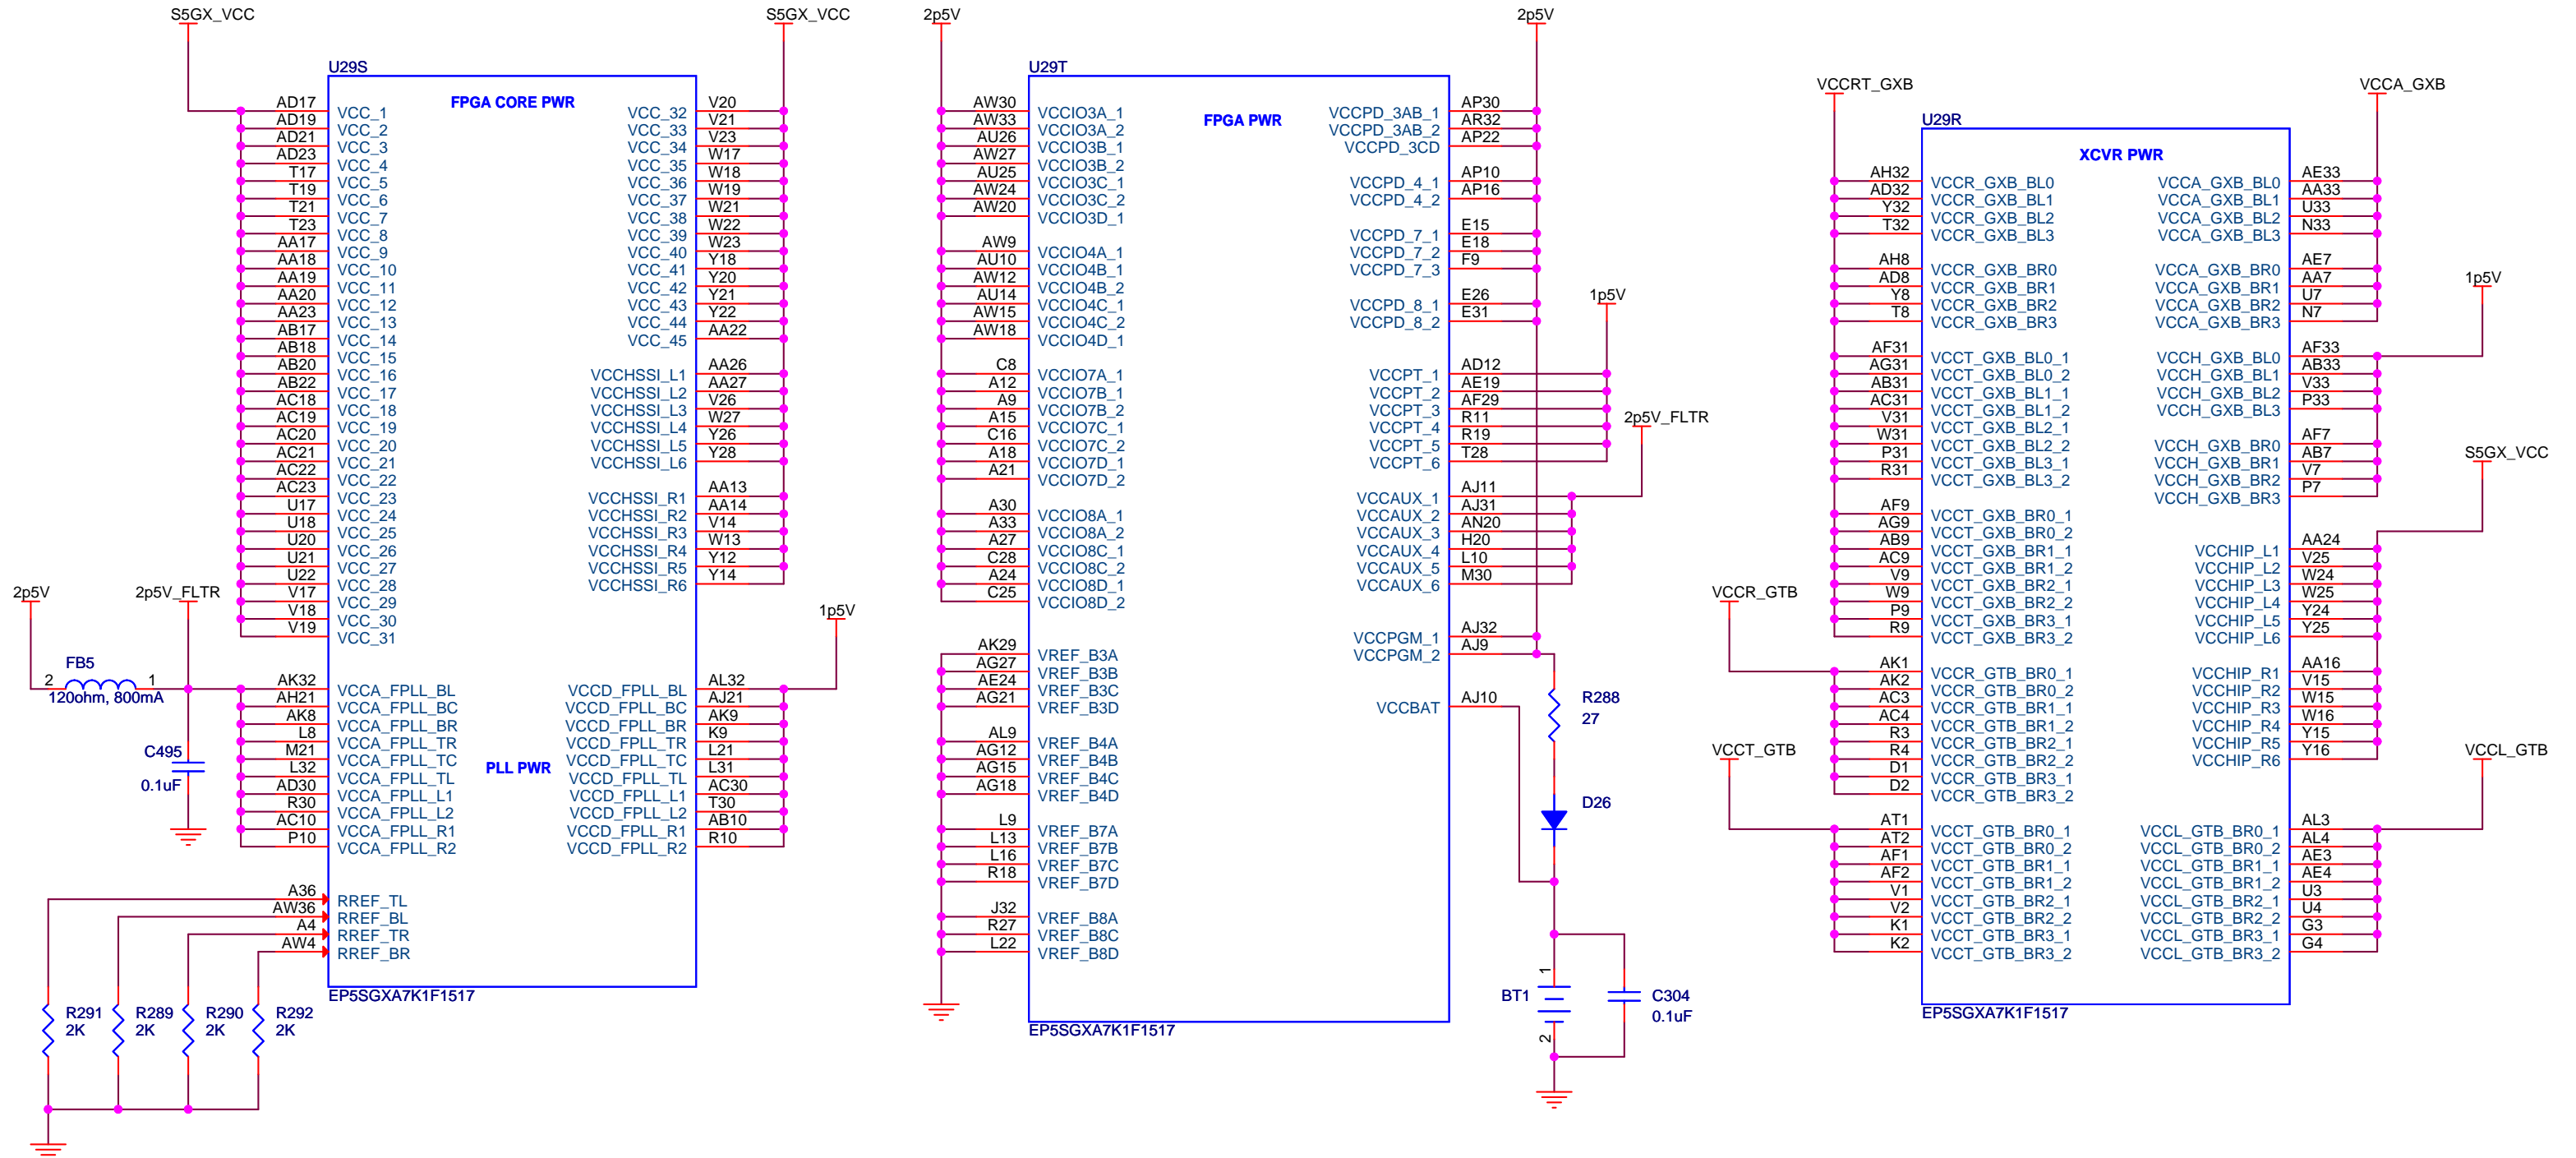 S5GX_VCC
S5GX_VCC
U29S
FPGA CORE PWR
AD17 VCC_1
AD19 VCC_2
AD21 VCC_3
AD23 VCC_4
T17 VCC_5
T19 VCC_6
T21 VCC_7
T23 VCC_8
AA17 VCC_9
AA18 VCC_10
AA19 VCC_11
AA20 VCC_12
AA23 VCC_13
AB17 VCC_14
AB18 VCC_15
AB20 VCC_16
AB22 VCC_17
AC18 VCC_18
AC19 VCC_19
AC20 VCC_20
AC21 VCC_21
AC22 VCC_22
AC23 VCC_23
U17 VCC_24
U18 VCC_25
U20 VCC_26
U21 VCC_27
U22 VCC_28
V17 VCC_29
V18 VCC_30
V19 VCC_31
VCC_32 V20
VCC_33 V21
VCC_34 V23
VCC_35 W17
VCC_36 W18
VCC_37 W19
VCC_38 W21
VCC_39 W22
VCC_40 W23
VCC_41 Y18
VCC_42 Y20
VCC_43 Y21
VCC_44 Y22
VCC_45 AA22
VCCHSSI_L1 AA26
VCCHSSI_L2 AA27
VCCHSSI_L3 V26
VCCHSSI_L4 W27
VCCHSSI_L5 Y26
VCCHSSI_L6 Y28
VCCHSSI_R1 AA13
VCCHSSI_R2 AA14
VCCHSSI_R3 V14
VCCHSSI_R4 W13
VCCHSSI_R5 Y12
VCCHSSI_R6 Y14
2p5V
2p5V_FLTR
1p5V
FB5
2 1
120ohm, 800mA
C495
0.1uF
AK32 VCCA_FPLL_BL
AH21 VCCA_FPLL_BC
AK8 VCCA_FPLL_BR
L8 VCCA_FPLL_TR
M21 VCCA_FPLL_TC
L32 VCCA_FPLL_TL
AD30 VCCA_FPLL_L1
R30 VCCA_FPLL_L2
AC10 VCCA_FPLL_R1
P10 VCCA_FPLL_R2
PLL PWR
VCCD_FPLL_BL AL32
VCCD_FPLL_BC AJ21
VCCD_FPLL_BR AK9
VCCD_FPLL_TR K9
VCCD_FPLL_TC L21
VCCD_FPLL_TL L31
VCCD_FPLL_L1 AC30
VCCD_FPLL_L2 T30
VCCD_FPLL_R1 AB10
VCCD_FPLL_R2 R10
A36 RREF_TL
AW36 RREF_BL
A4 RREF_TR
AW4 RREF_BR
EP5SGXA7K1F1517
R291 R289 R290 R292
2K 2K 2K 2K
2p5V
2p5V
U29T
FPGA PWR
AW30 VCCIO3A_1
AW33 VCCIO3A_2
AU26 VCCIO3B_1
AW27 VCCIO3B_2
AU25 VCCIO3C_1
AW24 VCCIO3C_2
AW20 VCCIO3D_1
AW9 VCCIO4A_1
AU10 VCCIO4B_1
AW12 VCCIO4B_2
AU14 VCCIO4C_1
AW15 VCCIO4C_2
AW18 VCCIO4D_1
C8 VCCIO7A_1
A12 VCCIO7B_1
A9 VCCIO7B_2
A15 VCCIO7C_1
C16 VCCIO7C_2
A18 VCCIO7D_1
A21 VCCIO7D_2
A30 VCCIO8A_1
A33 VCCIO8A_2
A27 VCCIO8C_1
C28 VCCIO8C_2
A24 VCCIO8D_1
C25 VCCIO8D_2
AK29 VREF_B3A
AG27 VREF_B3B
AE24 VREF_B3C
AG21 VREF_B3D
AL9 VREF_B4A
AG12 VREF_B4B
AG15 VREF_B4C
AG18 VREF_B4D
L9 VREF_B7A
L13 VREF_B7B
L16 VREF_B7C
R18 VREF_B7D
J32 VREF_B8A
R27 VREF_B8C
L22 VREF_B8D
VCCPD_3AB_1 AP30
VCCPD_3AB_2 AR32
VCCPD_3CD AP22
VCCPD_4_1 AP10
VCCPD_4_2 AP16
VCCPD_7_1 E15
VCCPD_7_2 E18
VCCPD_7_3 F9
VCCPD_8_1 E26
VCCPD_8_2 E31
1p5V
VCCPT_1 AD12
VCCPT_2 AE19
VCCPT_3 AF29
VCCPT_4 R11
VCCPT_5 R19
VCCPT_6 T28
2p5V_FLTR
VCCAUX_1 AJ11
VCCAUX_2 AJ31
VCCAUX_3 AN20
VCCAUX_4 H20
VCCAUX_5 L10
VCCAUX_6 M30
VCCPGM_1 AJ32
VCCPGM_2 AJ9
VCCBAT AJ10
R288
27
D26
1
BT1
2
C304
0.1uF
EP5SGXA7K1F1517
VCCRT_GXB
VCCA_GXB
U29R
XCVR PWR
AH32 VCCR_GXB_BL0
AD32 VCCR_GXB_BL1
Y32 VCCR_GXB_BL2
T32 VCCR_GXB_BL3
AH8 VCCR_GXB_BR0
AD8 VCCR_GXB_BR1
Y8 VCCR_GXB_BR2
T8 VCCR_GXB_BR3
AF31 VCCT_GXB_BL0_1
AG31 VCCT_GXB_BL0_2
AB31 VCCT_GXB_BL1_1
AC31 VCCT_GXB_BL1_2
V31 VCCT_GXB_BL2_1
W31 VCCT_GXB_BL2_2
P31 VCCT_GXB_BL3_1
R31 VCCT_GXB_BL3_2
AF9 VCCT_GXB_BR0_1
AG9 VCCT_GXB_BR0_2
AB9 VCCT_GXB_BR1_1
AC9 VCCT_GXB_BR1_2
V9 VCCT_GXB_BR2_1
W9 VCCT_GXB_BR2_2
P9 VCCT_GXB_BR3_1
R9 VCCT_GXB_BR3_2
VCCR_GTB
AK1 VCCR_GTB_BR0_1
AK2 VCCR_GTB_BR0_2
AC3 VCCR_GTB_BR1_1
AC4 VCCR_GTB_BR1_2
R3 VCCR_GTB_BR2_1
R4 VCCR_GTB_BR2_2
D1 VCCR_GTB_BR3_1
D2 VCCR_GTB_BR3_2
VCCT_GTB
AT1 VCCT_GTB_BR0_1
AT2 VCCT_GTB_BR0_2
AF1 VCCT_GTB_BR1_1
AF2 VCCT_GTB_BR1_2
V1 VCCT_GTB_BR2_1
V2 VCCT_GTB_BR2_2
K1 VCCT_GTB_BR3_1
K2 VCCT_GTB_BR3_2
VCCA_GXB_BL0 AE33
VCCA_GXB_BL1 AA33
VCCA_GXB_BL2 U33
VCCA_GXB_BL3 N33
VCCA_GXB_BR0 AE7
VCCA_GXB_BR1 AA7
VCCA_GXB_BR2 U7
VCCA_GXB_BR3 N7
1p5V
VCCH_GXB_BL0 AF33
VCCH_GXB_BL1 AB33
VCCH_GXB_BL2 V33
VCCH_GXB_BL3 P33
VCCH_GXB_BR0 AF7
VCCH_GXB_BR1 AB7
VCCH_GXB_BR2 V7
VCCH_GXB_BR3 P7
S5GX_VCC
VCCHIP_L1 AA24
VCCHIP_L2 V25
VCCHIP_L3 W24
VCCHIP_L4 W25
VCCHIP_L5 Y24
VCCHIP_L6 Y25
VCCHIP_R1 AA16
VCCHIP_R2 V15
VCCHIP_R3 W15
VCCHIP_R4 W16
VCCHIP_R5 Y15
VCCHIP_R6 Y16
VCCL_GTB
VCCL_GTB_BR0_1 AL3
VCCL_GTB_BR0_2 AL4
VCCL_GTB_BR1_1 AE3
VCCL_GTB_BR1_2 AE4
VCCL_GTB_BR2_1 U3
VCCL_GTB_BR2_2 U4
VCCL_GTB_BR3_1 G3
VCCL_GTB_BR3_2 G4
EP5SGXA7K1F1517